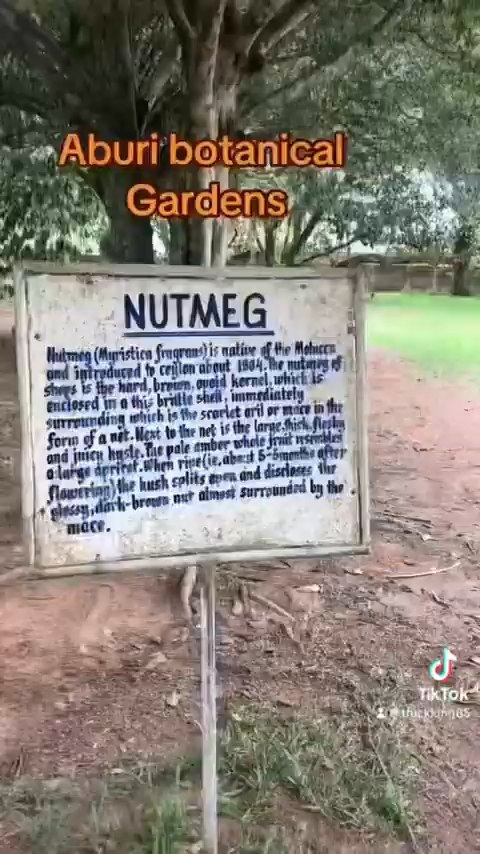 Aburi botanical
Gardens
NUTMEG
Nutmeg (Myristica fragrans) is native of the Molucca
and introduced to ceylon about 1804. The nutmeg of
shops is the hard, brown, ovoid kernel, which is
enclosed in a this brittle shell, immediately
surrounding which is the scarlet aril or mace in the
form of a net. Next to the net is the large, thick, fleshy
and juicy husk. The pale amber whole fruit resembles
a large apricot. When ripe (ie. about 5-6 months after
flowering) the husk splits open and discloses the
glossy, dark-brown nut almost surrounded by the
mace.
TikTok